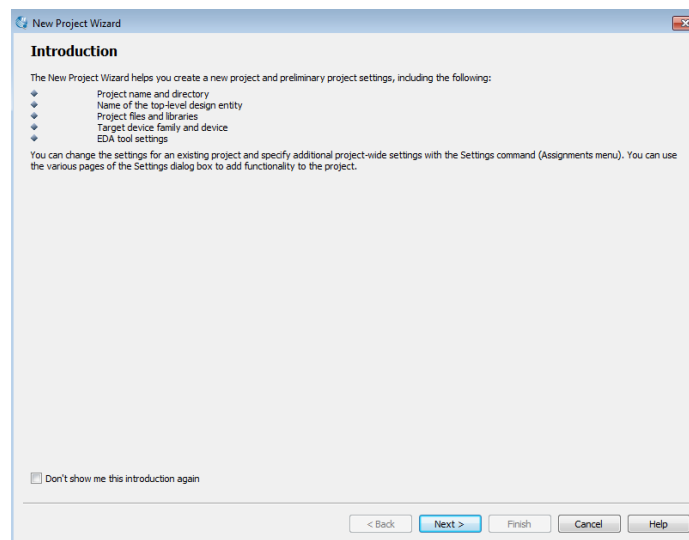 New Project Wizard
Introduction
The New Project Wizard helps you create a new project and preliminary project settings, including the following:
Project name and directory
Name of the top-level design entity
Project files and libraries
Target device family and device
EDA tool settings
You can change the settings for an existing project and specify additional project-wide settings with the Settings command (Assignments menu). You can use
the various pages of the Settings dialog box to add functionality to the project.
Don't show me this introduction again
< Back Next > Finish Cancel Help